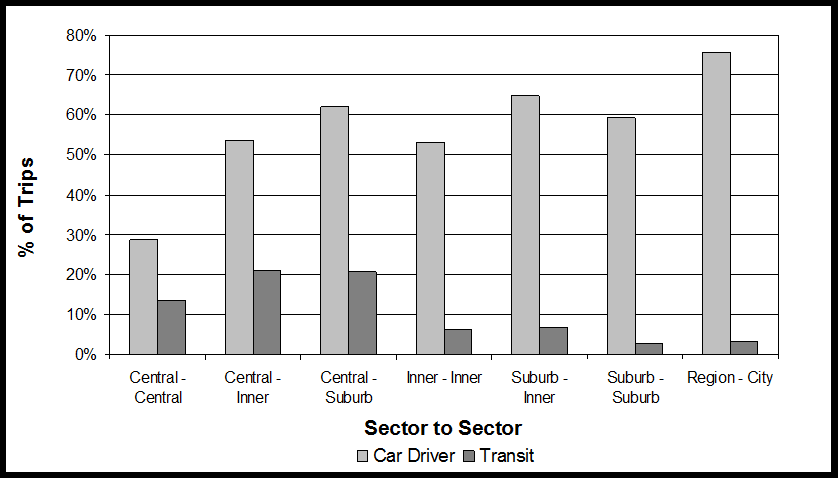 80%
70%
60%
50%
40%
30%
20%
10%
0%
% of Trips
Central -
Central
Central -
Inner
Central -
Suburb
Inner - Inner
Suburb -
Inner
Suburb -
Suburb
Region - City
Sector to Sector
Car Driver
Transit